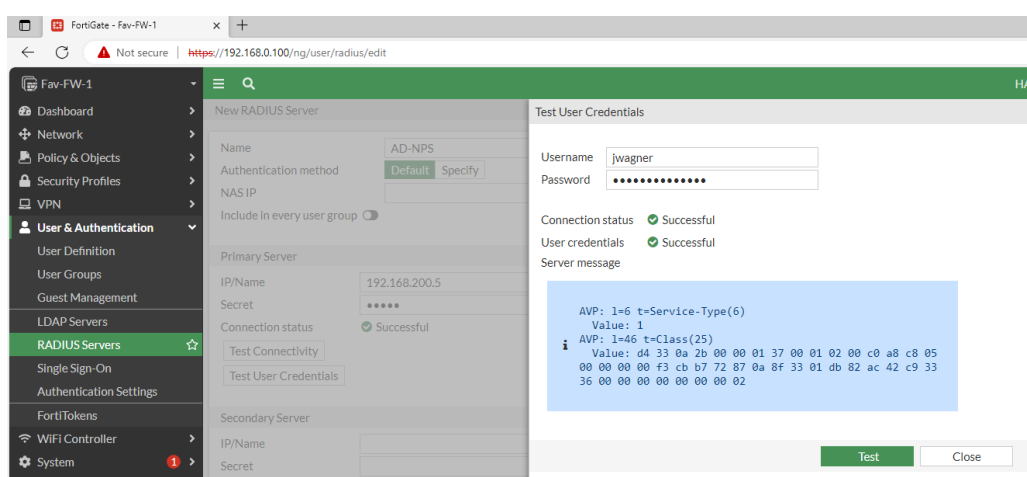 FortiGate - Fav-FW-1
Not secure https://192.168.0.100/ng/user/radius/edit
Fav-FW-1
HA
Dashboard
Network
Policy & Objects
Security Profiles
VPN
User & Authentication
User Definition
User Groups
Guest Management
LDAP Servers
RADIUS Servers
Single Sign-On
Authentication Settings
FortiTokens
WiFi Controller
System 1
New RADIUS Server
Name AD-NPS
Authentication method Default Specify
NAS IP
Include in every user group
Primary Server
IP/Name 192.168.200.5
Secret •••••
Connection status Successful
Test Connectivity
Test User Credentials
Secondary Server
IP/Name
Secret
Test User Credentials
Username jwagner
Password ••••••••••••••
Connection status Successful
User credentials Successful
Server message
AVP: l=6 t=Service-Type(6)
Value: 1
AVP: l=46 t=Class(25)
Value: d4 33 0a 2b 00 00 01 37 00 01 02 00 c0 a8 c8 05
00 00 00 00 f3 cb b7 72 87 0a 8f 33 01 db 82 ac 42 c9 33
36 00 00 00 00 00 00 00 02
Test Close